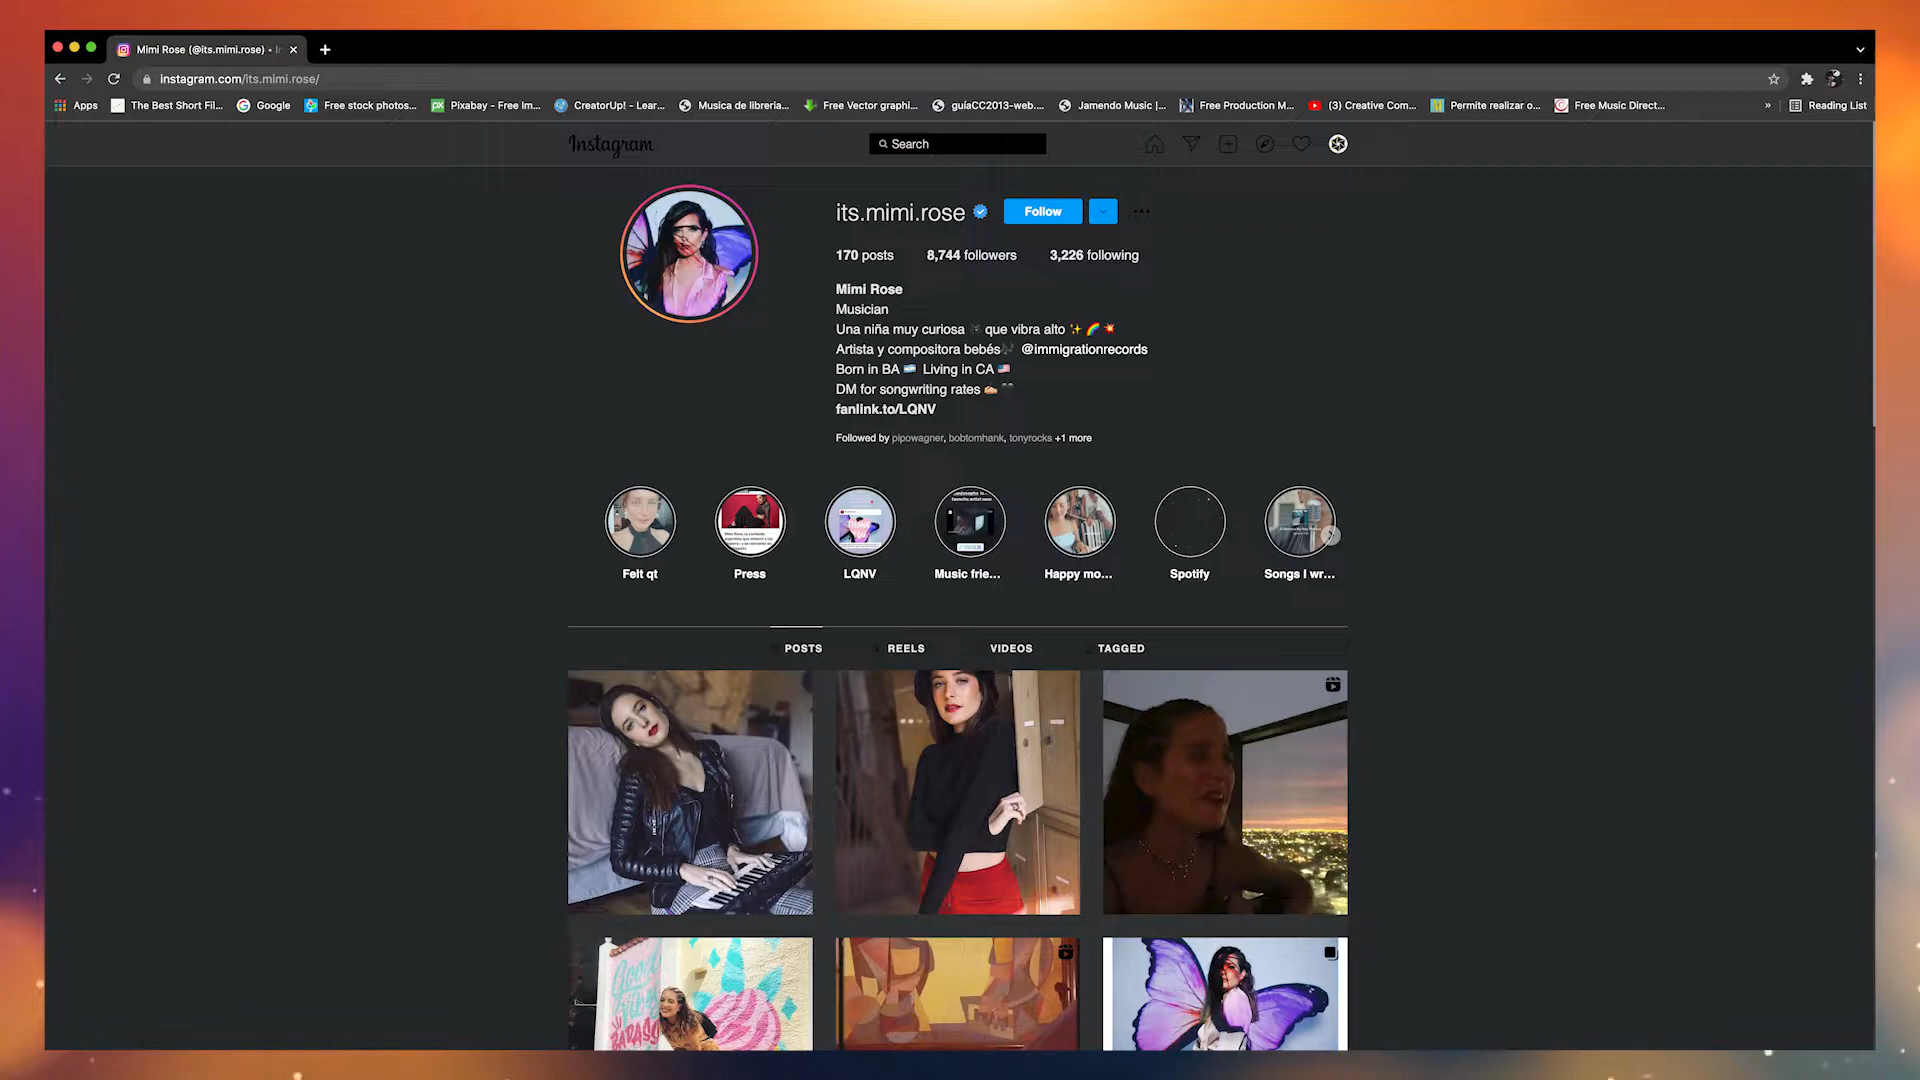 Mimi Rose (@its.mimi.rose) •
instagram.com/its.mimi.rose/
Apps The Best Short Fil... Google Free stock photos... Pixabay - Free Im... CreatorUp! - Lear... Musica de libreria... Free Vector graphi... guíaCC2013-web.... Jamendo Music |... Free Production M... (3) Creative Com... Permite realizar o... Free Music Direct... » Reading List
Instagram Search
its.mimi.rose Follow
170 posts 8,744 followers 3,226 following
Mimi Rose
Musician
Una niña muy curiosa que vibra alto ✨🌈💥
Artista y compositora bebés @immigrationrecords
Born in BA 🇦🇷 Living in CA 🇺🇸
DM for songwriting rates ✍🏼
fanlink.to/LQNV
Followed by pipowagner, bobtomhank, tonyrocks +1 more
Felt qt Press LQNV Music frie... Happy mo... Spotify Songs I wr...
POSTS REELS VIDEOS TAGGED
Good
Vibes
BADASS